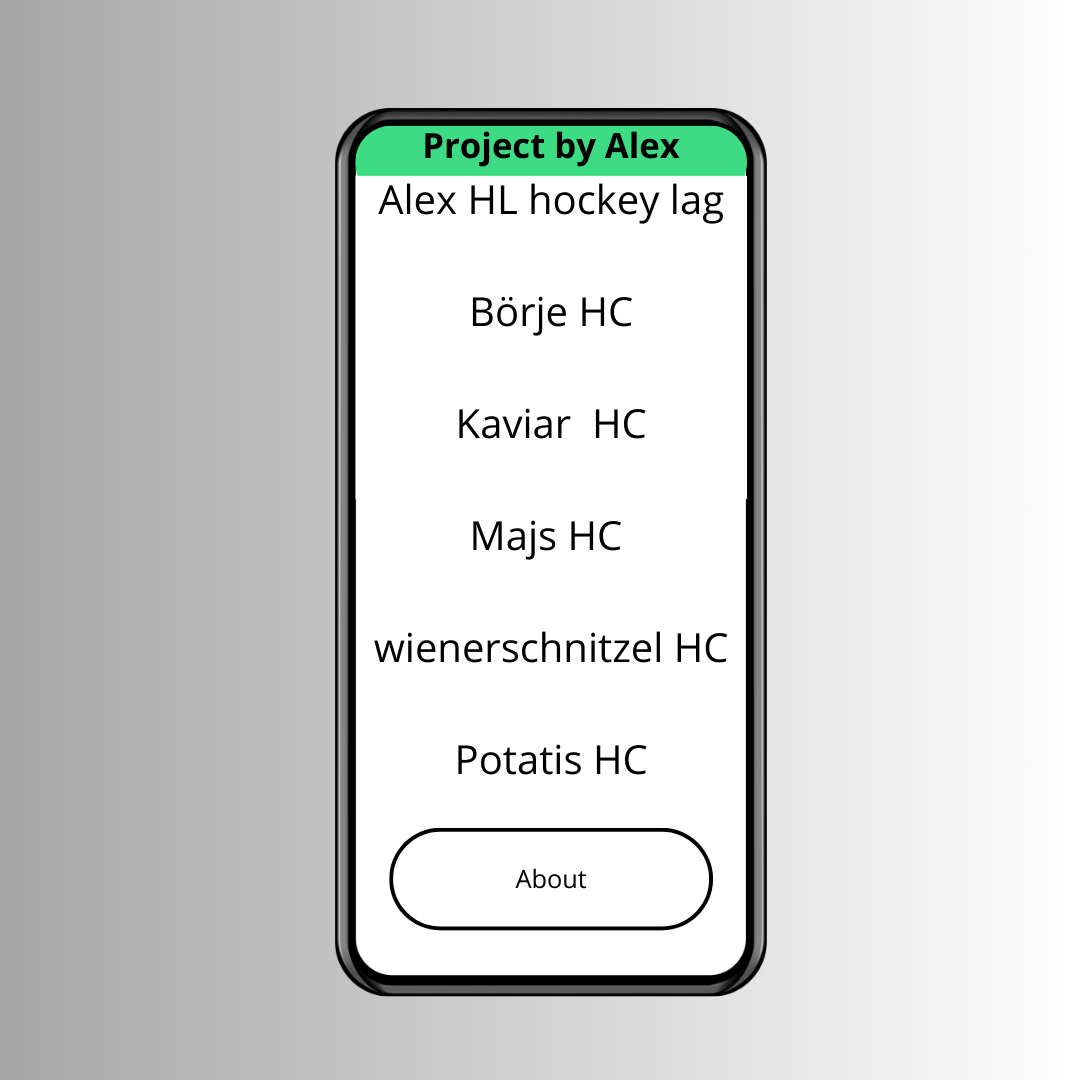 Project by Alex
Alex HL hockey lag
Börje HC
Kaviar  HC
Majs HC
wienerschnitzel HC
Potatis HC
About